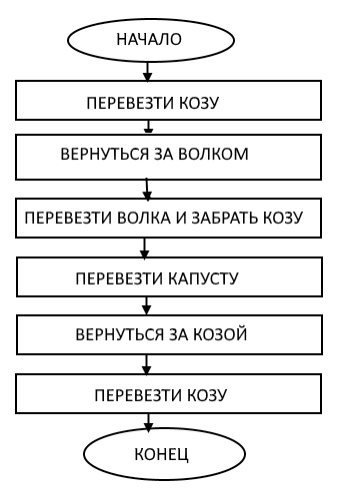 НАЧАЛО
ПЕРЕВЕЗТИ КОЗУ
ВЕРНУТЬСЯ ЗА ВОЛКОМ
ПЕРЕВЕЗТИ ВОЛКА И ЗАБРАТЬ КОЗУ
ПЕРЕВЕЗТИ КАПУСТУ
ВЕРНУТЬСЯ ЗА КОЗОЙ
ПЕРЕВЕЗТИ КОЗУ
КОНЕЦ